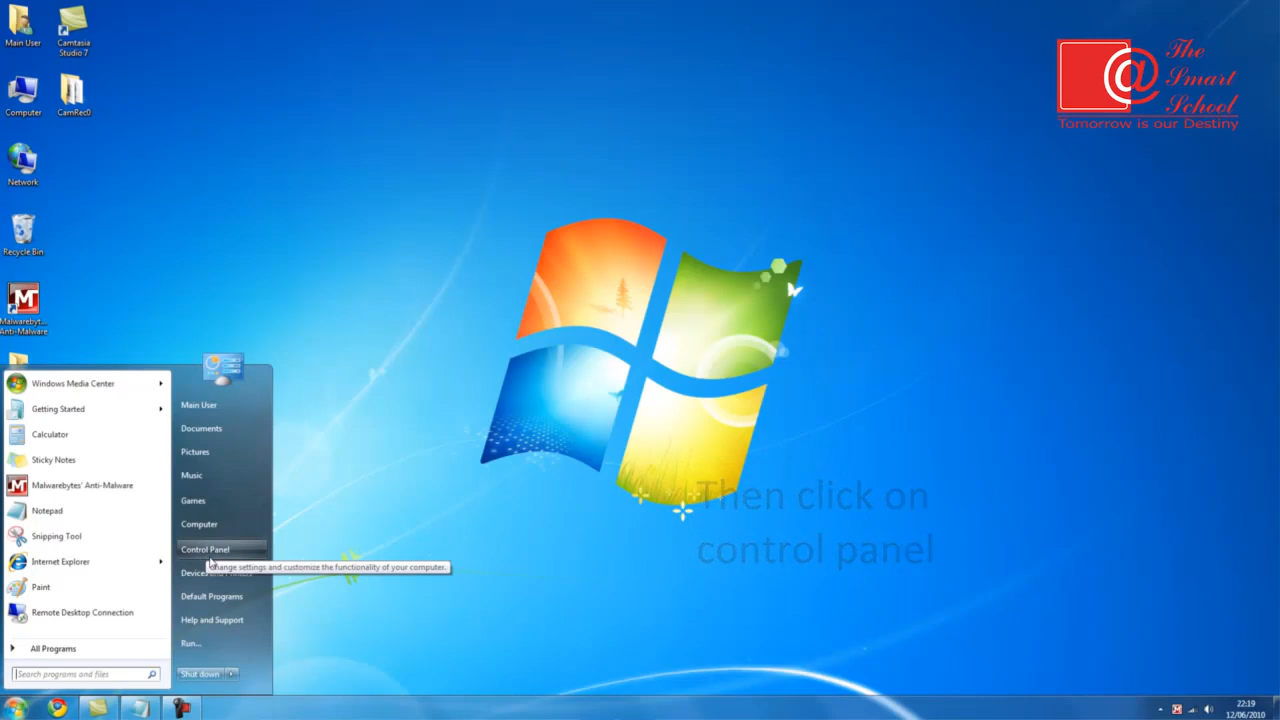 Main User
Camtasia
Studio 7
Computer
CamRec0
Network
Recycle Bin
Malwarebyt...
Anti-Malware
The
Smart
School
Tomorrow is our Destiny
Windows Media Center
Getting Started
Calculator
Sticky Notes
Malwarebytes' Anti-Malware
Notepad
Snipping Tool
Internet Explorer
Paint
Remote Desktop Connection
All Programs
Search programs and files
Main User
Documents
Pictures
Music
Games
Computer
Control Panel
Change settings and customize the functionality of your computer.
Devices and Printers
Default Programs
Help and Support
Run...
Shut down
Then click on
control panel
22:19
12/06/2010